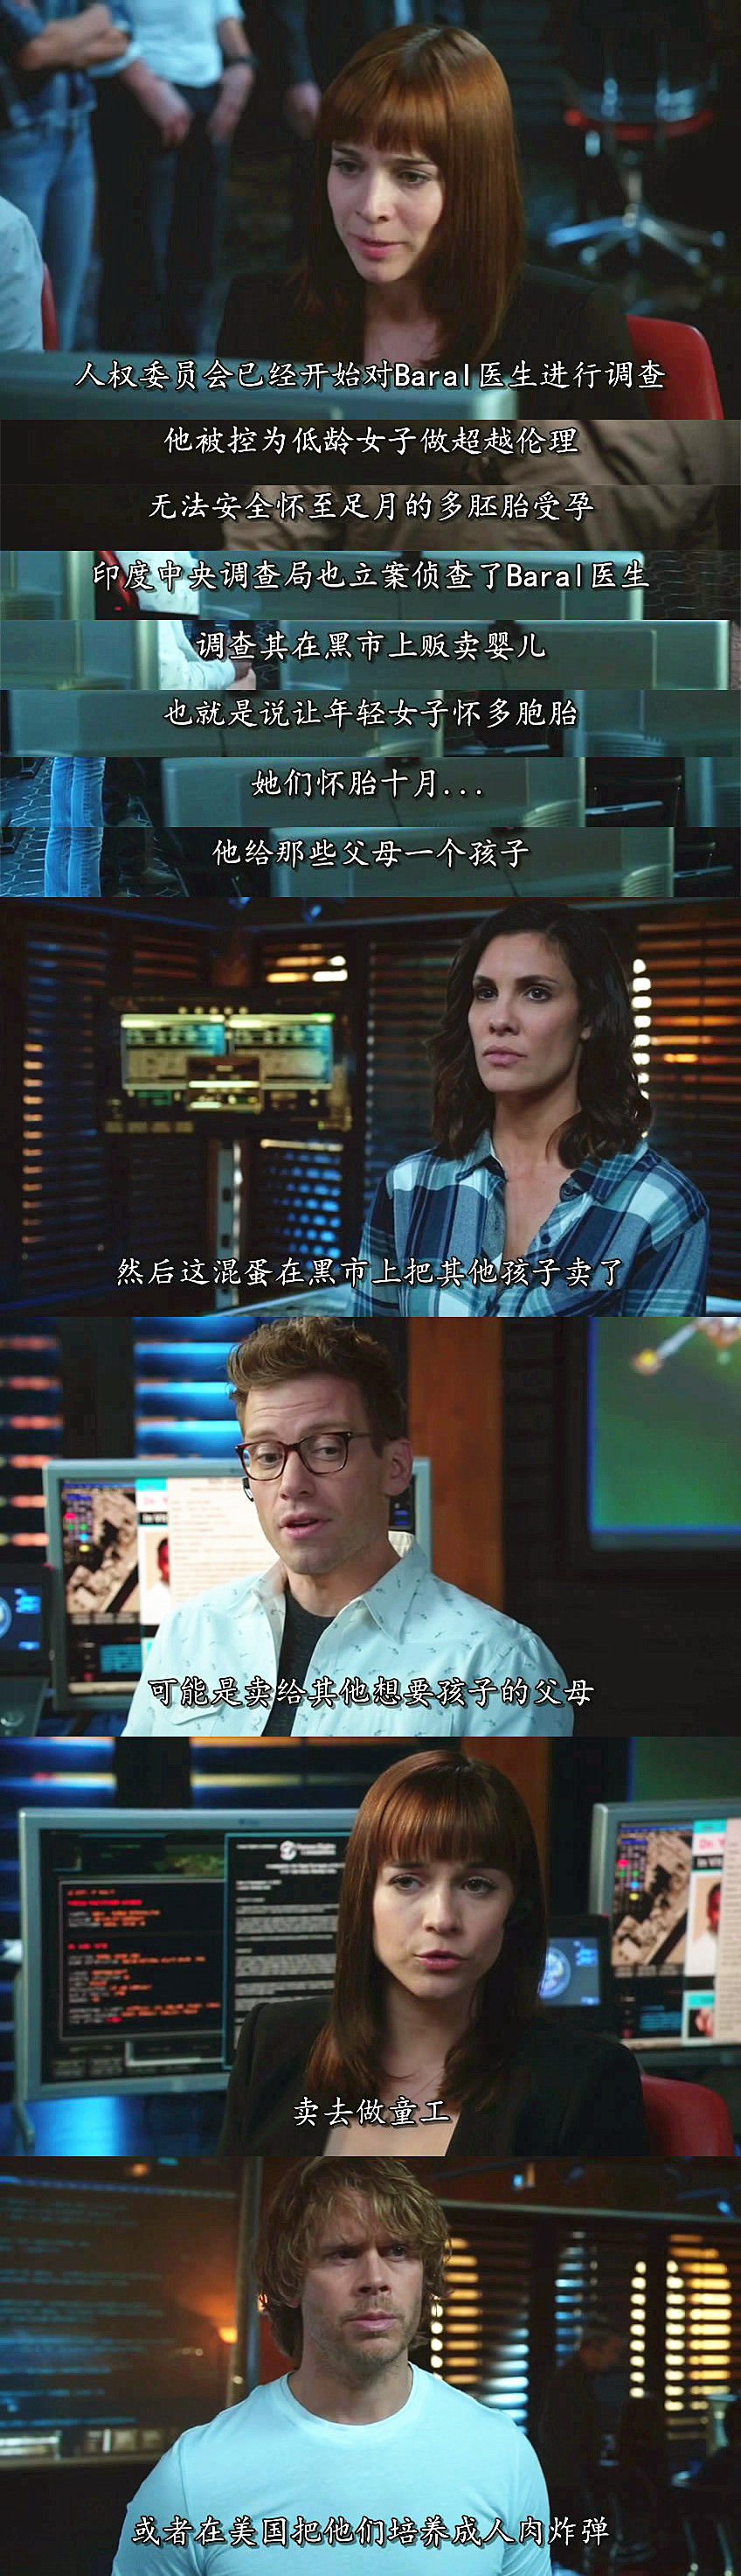 人权委员会已经开始对Baral医生进行调查
他被控为低龄女子做超越伦理
无法安全怀至足月的多胚胎受孕
印度中央调查局也立案侦查了Baral医生
调查其在黑市上贩卖婴儿
也就是说让年轻女子怀多胞胎
她们怀胎十月...
他给那些父母一个孩子
然后这混蛋在黑市上把其他孩子卖了
可能是卖给其他想要孩子的父母
卖去做童工
或者在美国把他们培养成人肉炸弹